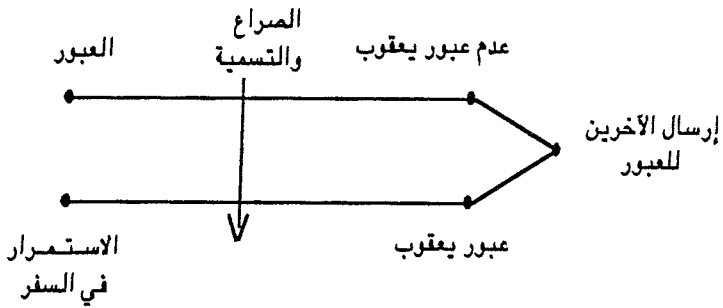 الصراع
والتسمية
عدم عبور يعقوب
العبور
إرسال الآخرين
للعبور
عبور يعقوب
الاستمرار
في السفر